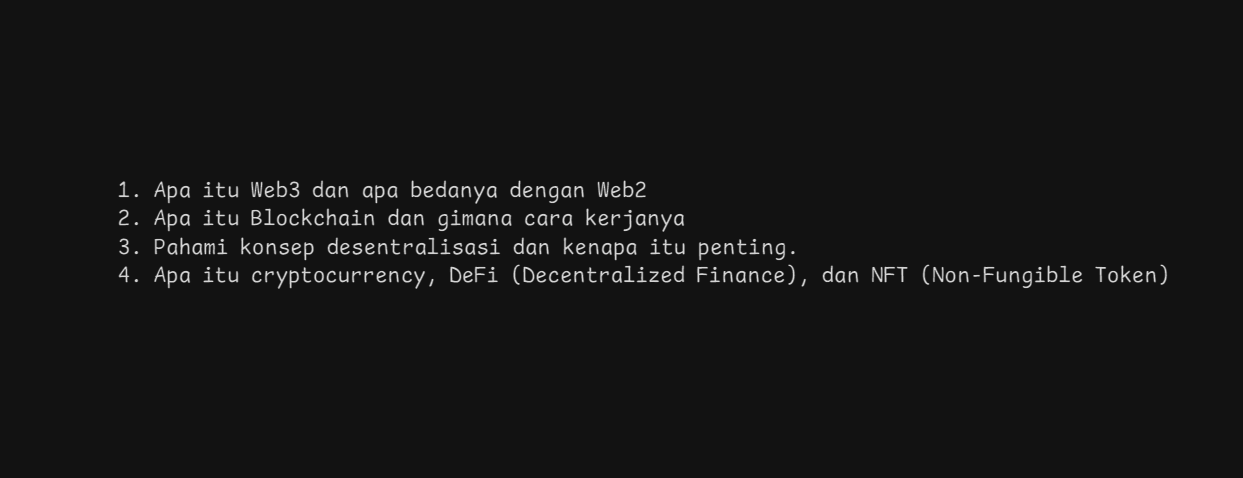 1. Apa itu Web3 dan apa bedanya dengan Web2
2. Apa itu Blockchain dan gimana cara kerjanya
3. Pahami konsep desentralisasi dan kenapa itu penting.
4. Apa itu cryptocurrency, DeFi (Decentralized Finance), dan NFT (Non-Fungible Token)